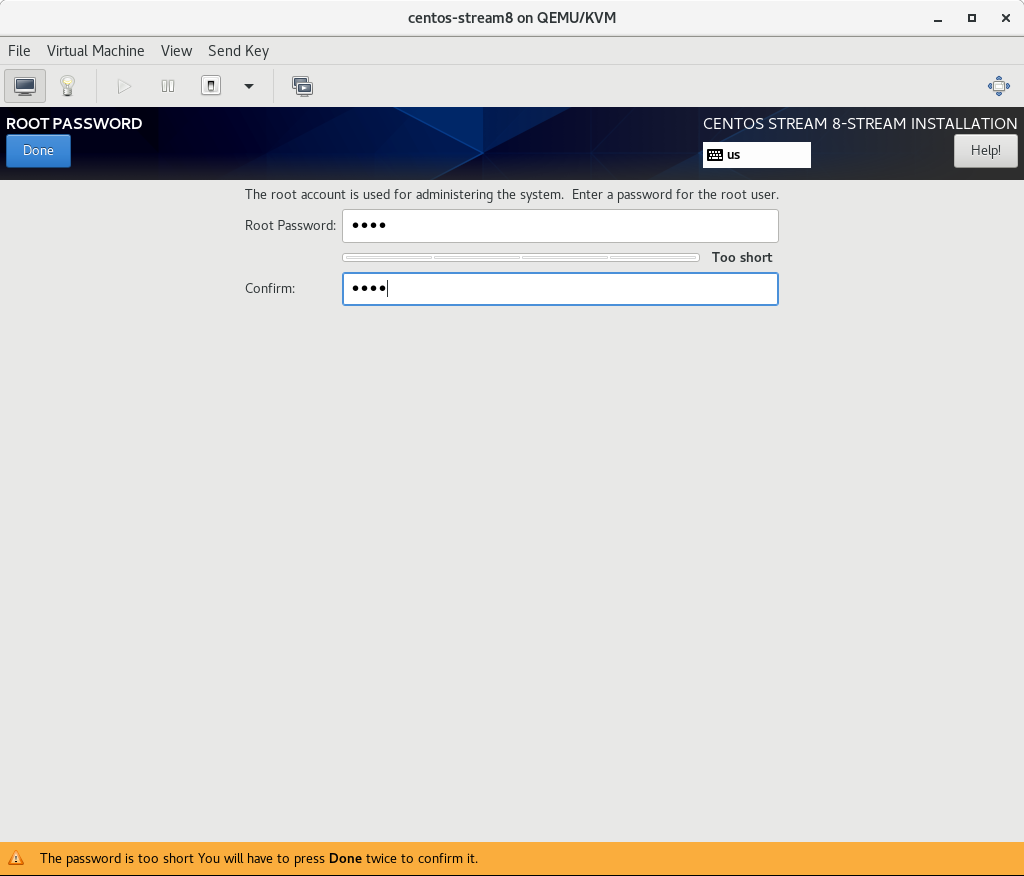 centos-stream8 on QEMU/KVM
File Virtual Machine View Send Key
ROOT PASSWORD
CENTOS STREAM 8-STREAM INSTALLATION
Done
us
Help!
The root account is used for administering the system. Enter a password for the root user.
Root Password: ●●●●
Too short
Confirm: ●●●●
The password is too short You will have to press Done twice to confirm it.